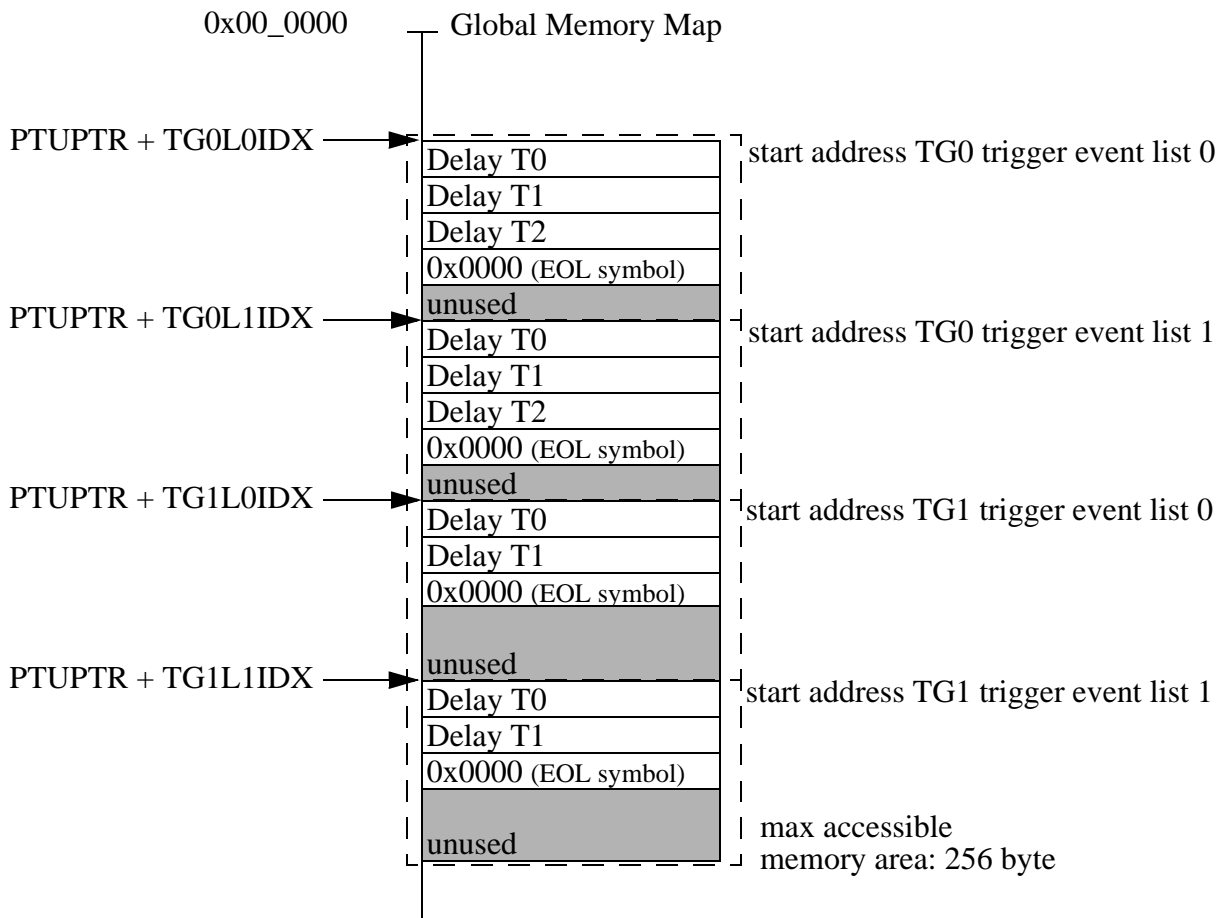 0x00_0000 Global Memory Map
PTUPTR + TG0L0IDX
start address TG0 trigger event list 0
Delay T0
Delay T1
Delay T2
0x0000 (EOL symbol)
unused
PTUPTR + TG0L1IDX
start address TG0 trigger event list 1
Delay T0
Delay T1
Delay T2
0x0000 (EOL symbol)
unused
PTUPTR + TG1L0IDX
start address TG1 trigger event list 0
Delay T0
Delay T1
0x0000 (EOL symbol)
unused
PTUPTR + TG1L1IDX
start address TG1 trigger event list 1
Delay T0
Delay T1
0x0000 (EOL symbol)
unused
max accessible
memory area: 256 byte